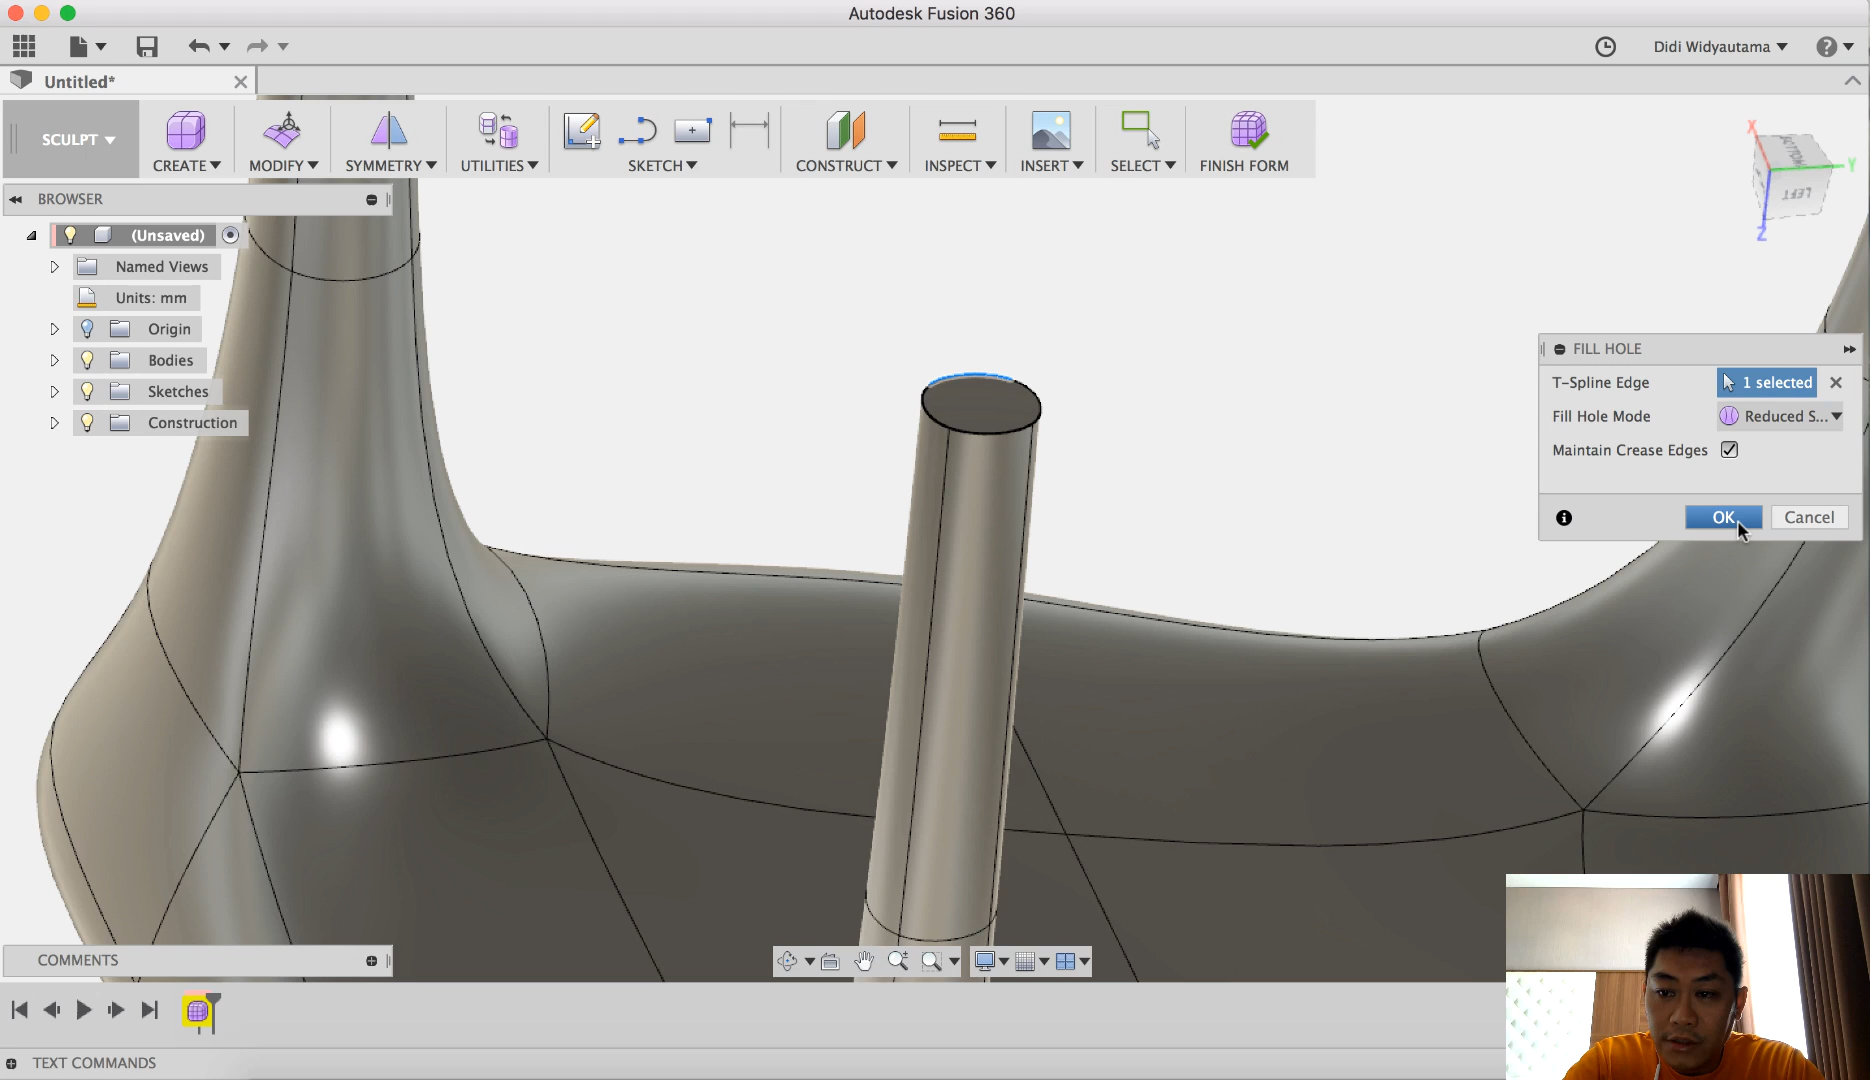 Autodesk Fusion 360
Didi Widyautama
Untitled*
SCULPT
CREATE
MODIFY
SYMMETRY
UTILITIES
SKETCH
CONSTRUCT
INSPECT
INSERT
SELECT
FINISH FORM
X
Y
Z
BOTTOM
LEFT
BROWSER
(Unsaved)
Named Views
Units: mm
Origin
Bodies
Sketches
Construction
FILL HOLE
T-Spline Edge
1 selected
Fill Hole Mode
Reduced S...
Maintain Crease Edges
OK
Cancel
COMMENTS
TEXT COMMANDS